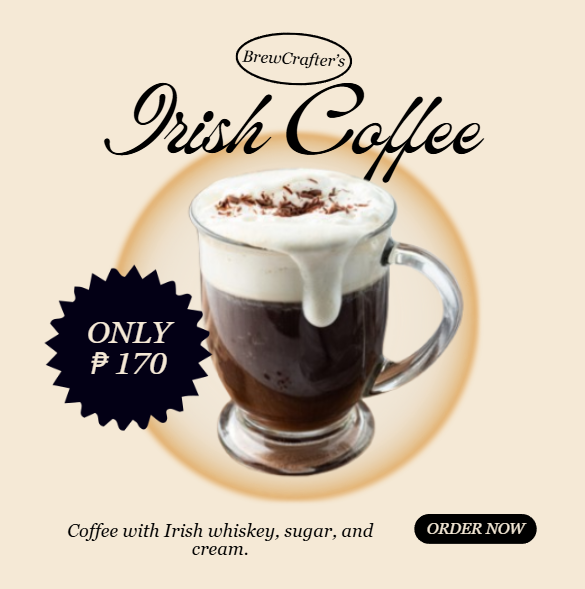 BrewCrafter's
Irish Coffee
ONLY
₱ 170
Coffee with Irish whiskey, sugar, and
cream.
ORDER NOW